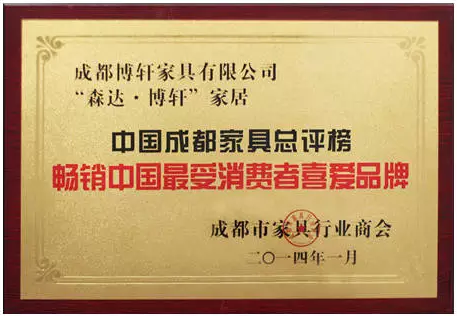 成都博轩家具有限公司
“森达·博轩”家居
中国成都家具总评榜
畅销中国最受消费者喜爱品牌
成都市家具行业商会
二〇一四年一月